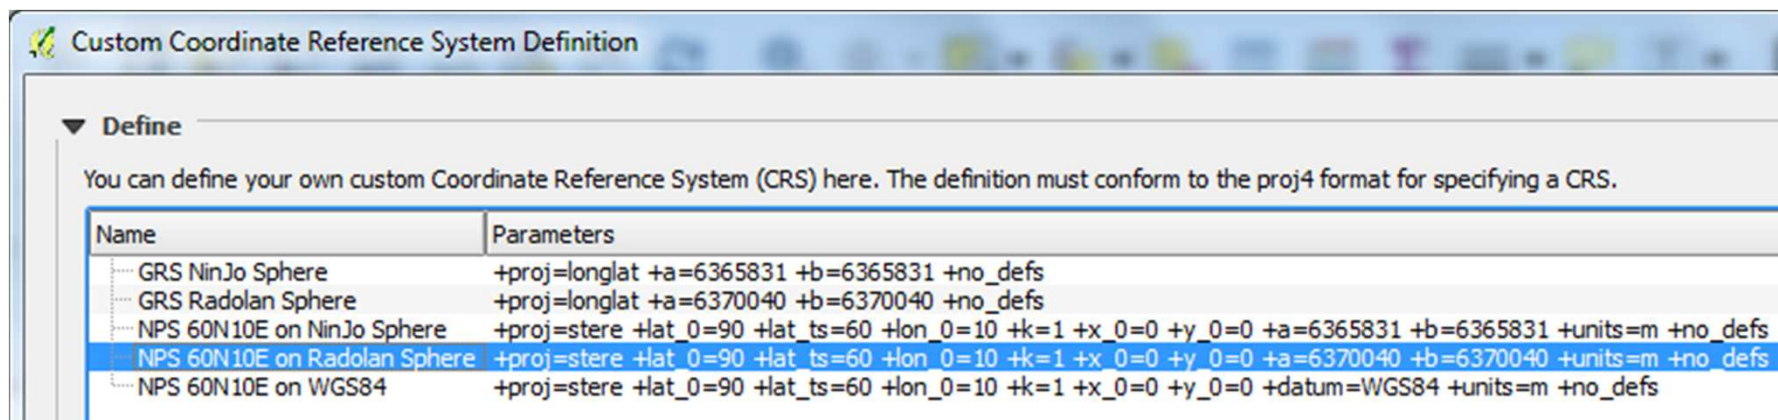 Custom Coordinate Reference System Definition
Define
You can define your own custom Coordinate Reference System (CRS) here. The definition must conform to the proj4 format for specifying a CRS.
Name Parameters
GRS NinJo Sphere +proj=longlat +a=6365831 +b=6365831 +no_defs
GRS Radolan Sphere +proj=longlat +a=6370040 +b=6370040 +no_defs
NPS 60N10E on NinJo Sphere +proj=stere +lat_0=90 +lat_ts=60 +lon_0=10 +k=1 +x_0=0 +y_0=0 +a=6365831 +b=6365831 +units=m +no_defs
NPS 60N10E on Radolan Sphere +proj=stere +lat_0=90 +lat_ts=60 +lon_0=10 +k=1 +x_0=0 +y_0=0 +a=6370040 +b=6370040 +units=m +no_defs
NPS 60N10E on WGS84 +proj=stere +lat_0=90 +lat_ts=60 +lon_0=10 +k=1 +x_0=0 +y_0=0 +datum=WGS84 +units=m +no_defs